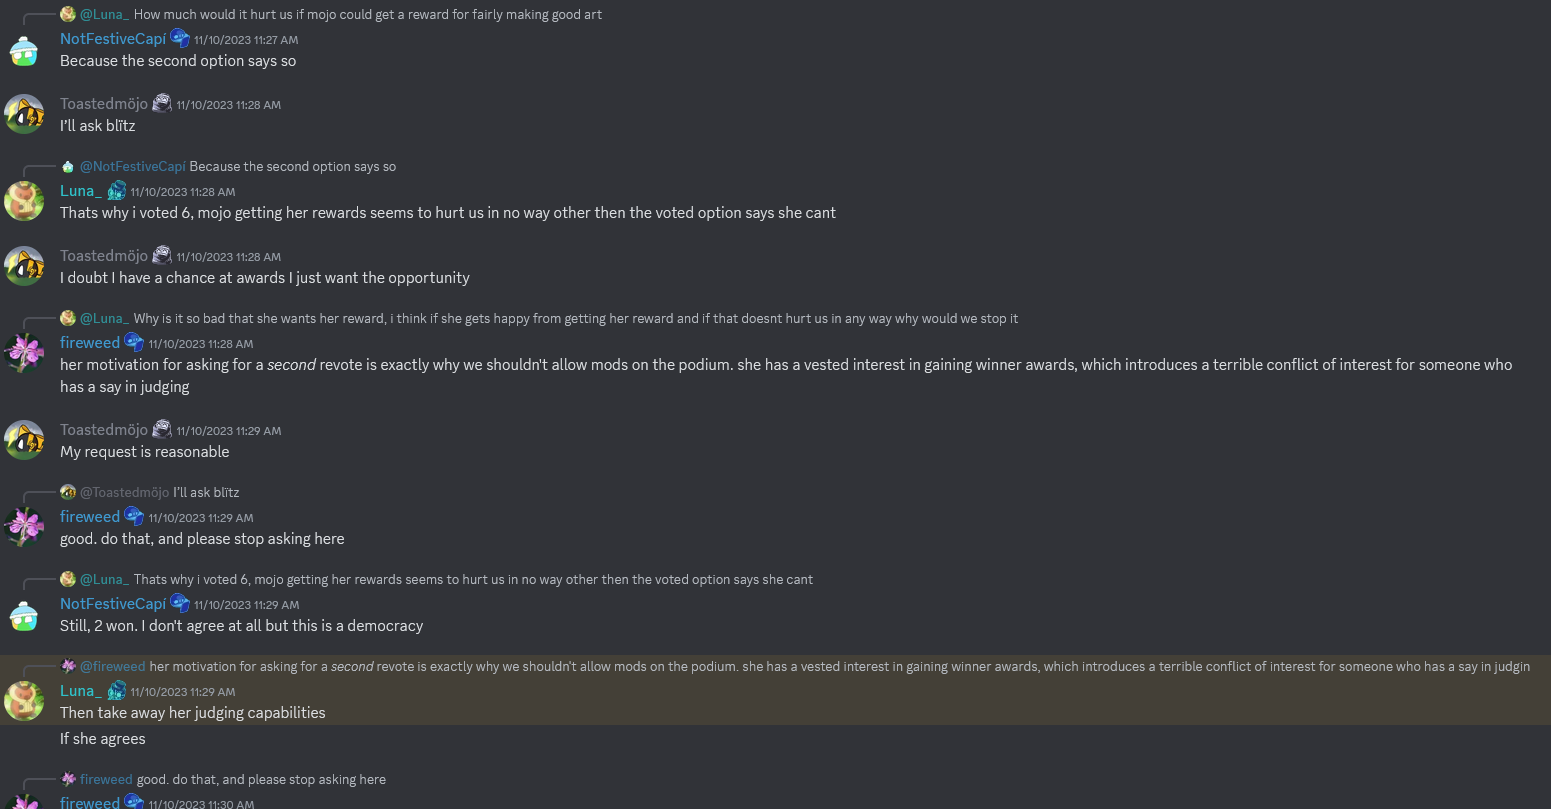 @Luna_ How much would it hurt us if mojo could get a reward for fairly making good art
NotFestiveCapí 11/10/2023 11:27 AM
Because the second option says so
Toastedmöjo 11/10/2023 11:28 AM
I'll ask blïtz
@NotFestiveCapí Because the second option says so
Luna_ 11/10/2023 11:28 AM
Thats why i voted 6, mojo getting her rewards seems to hurt us in no way other then the voted option says she cant
Toastedmöjo 11/10/2023 11:28 AM
I doubt I have a chance at awards I just want the opportunity
@Luna_ Why is it so bad that she wants her reward, i think if she gets happy from getting her reward and if that doesnt hurt us in any way why would we stop it
fireweed 11/10/2023 11:28 AM
her motivation for asking for a second revote is exactly why we shouldn't allow mods on the podium. she has a vested interest in gaining winner awards, which introduces a terrible conflict of interest for someone who
has a say in judging
Toastedmöjo 11/10/2023 11:29 AM
My request is reasonable
@Toastedmöjo I'll ask blïtz
fireweed 11/10/2023 11:29 AM
good. do that, and please stop asking here
@Luna_ Thats why i voted 6, mojo getting her rewards seems to hurt us in no way other then the voted option says she cant
NotFestiveCapí 11/10/2023 11:29 AM
Still, 2 won. I don't agree at all but this is a democracy
@fireweed her motivation for asking for a second revote is exactly why we shouldn't allow mods on the podium. she has a vested interest in gaining winner awards, which introduces a terrible conflict of interest for someone who has a say in judgin
Luna_ 11/10/2023 11:29 AM
Then take away her judging capabilities
If she agrees
fireweed good. do that, and please stop asking here
fireweed 11/10/2023 11:30 AM